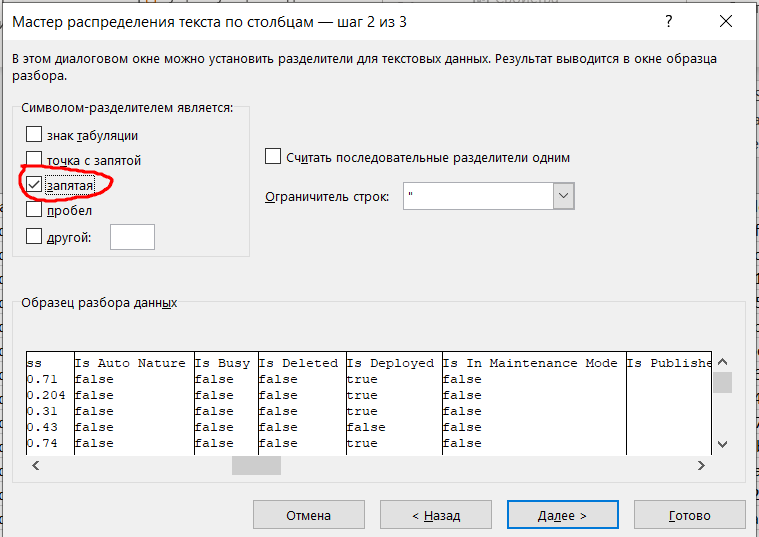 Мастер распределения текста по столбцам — шаг 2 из 3
?
В этом диалоговом окне можно установить разделители для текстовых данных. Результат выводится в окне образца
разбора.
Символом-разделителем является:
знак табуляции
точка с запятой
Считать последовательные разделители одним
запятая
Ограничитель строк: "
пробел
другой:
Образец разбора данных
ss Is Auto Nature Is Busy Is Deleted Is Deployed Is In Maintenance Mode Is Publishe
0.71 false false false true false
0.204 false false false true false
0.31 false false false true false
0.43 false false false false false
0.74 false false false true false
Отмена < Назад Далее > Готово